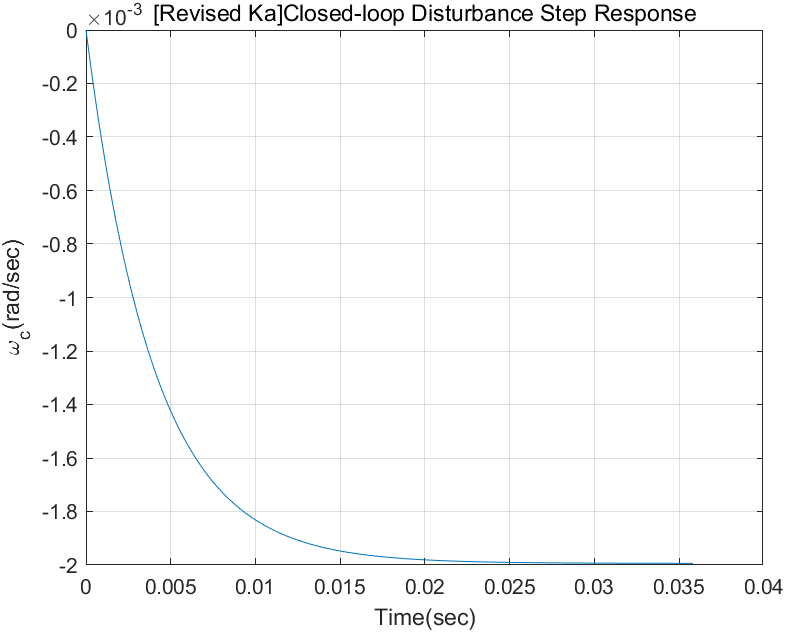 ×10⁻³ [Revised Ka]Closed-loop Disturbance Step Response
0
-0.2
-0.4
-0.6
-0.8
-1
-1.2
-1.4
-1.6
-1.8
-2
ω_c(rad/sec)
0 0.005 0.01 0.015 0.02 0.025 0.03 0.035 0.04
Time(sec)